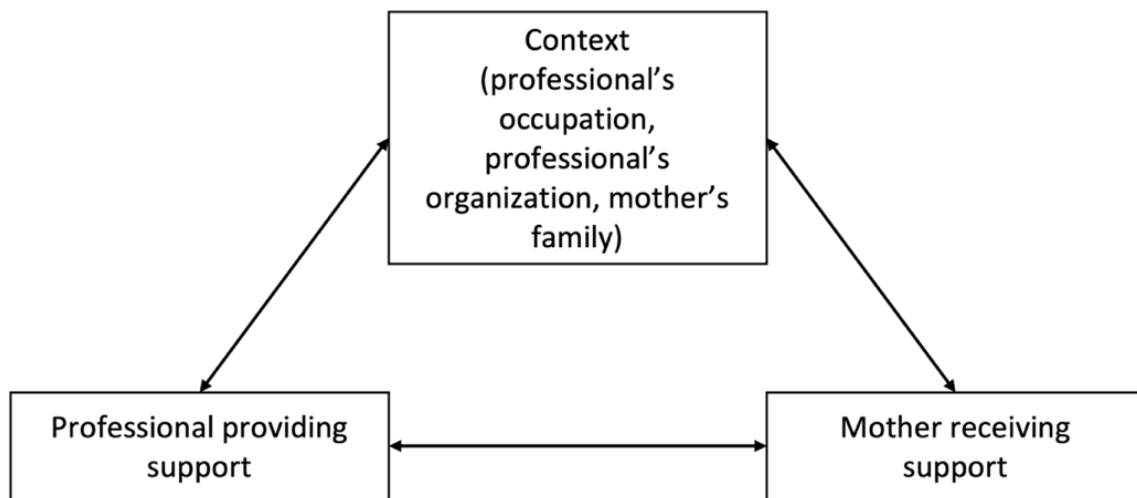 Context
(professional’s
occupation,
professional’s
organization, mother’s
family)
Professional providing
support
Mother receiving
support